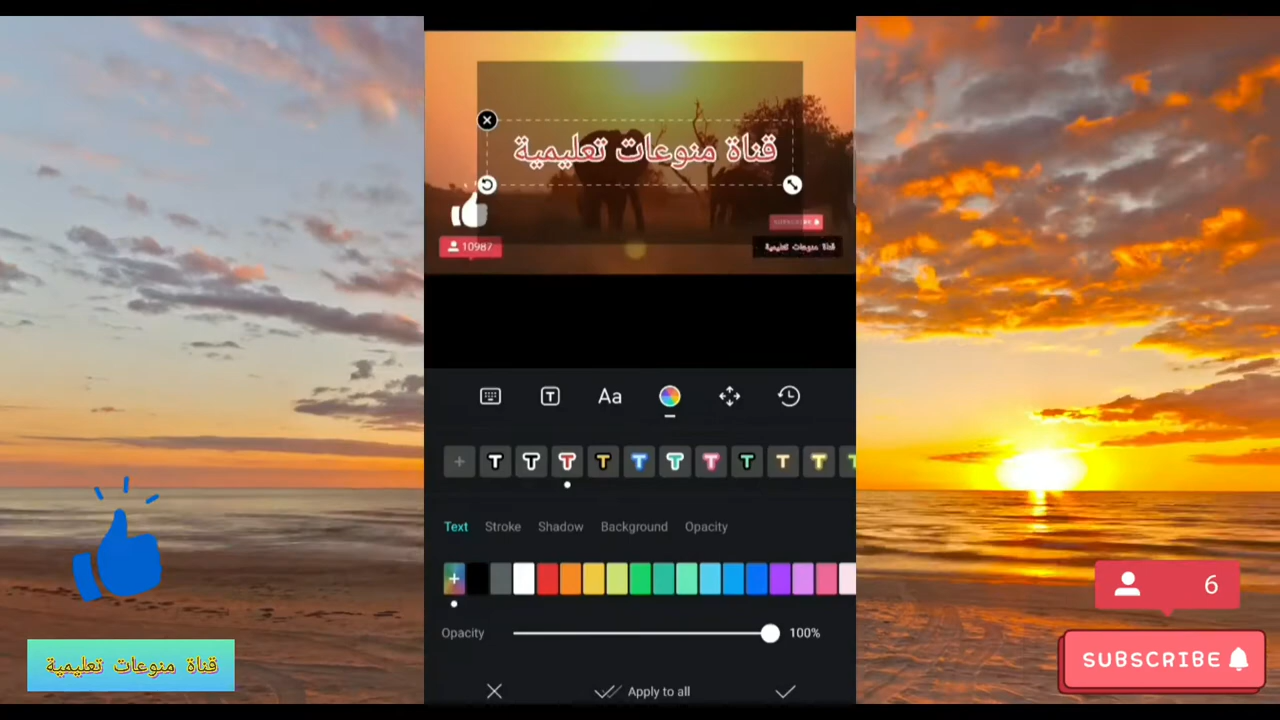 قناة منوعات تعليمية
SUBSCRIBE
10987
قناة منوعات تعليمية
Aa
T T T T T T T T T T
Text Stroke Shadow Background Opacity
Opacity 100%
Apply to all
قناة منوعات تعليمية
6
SUBSCRIBE